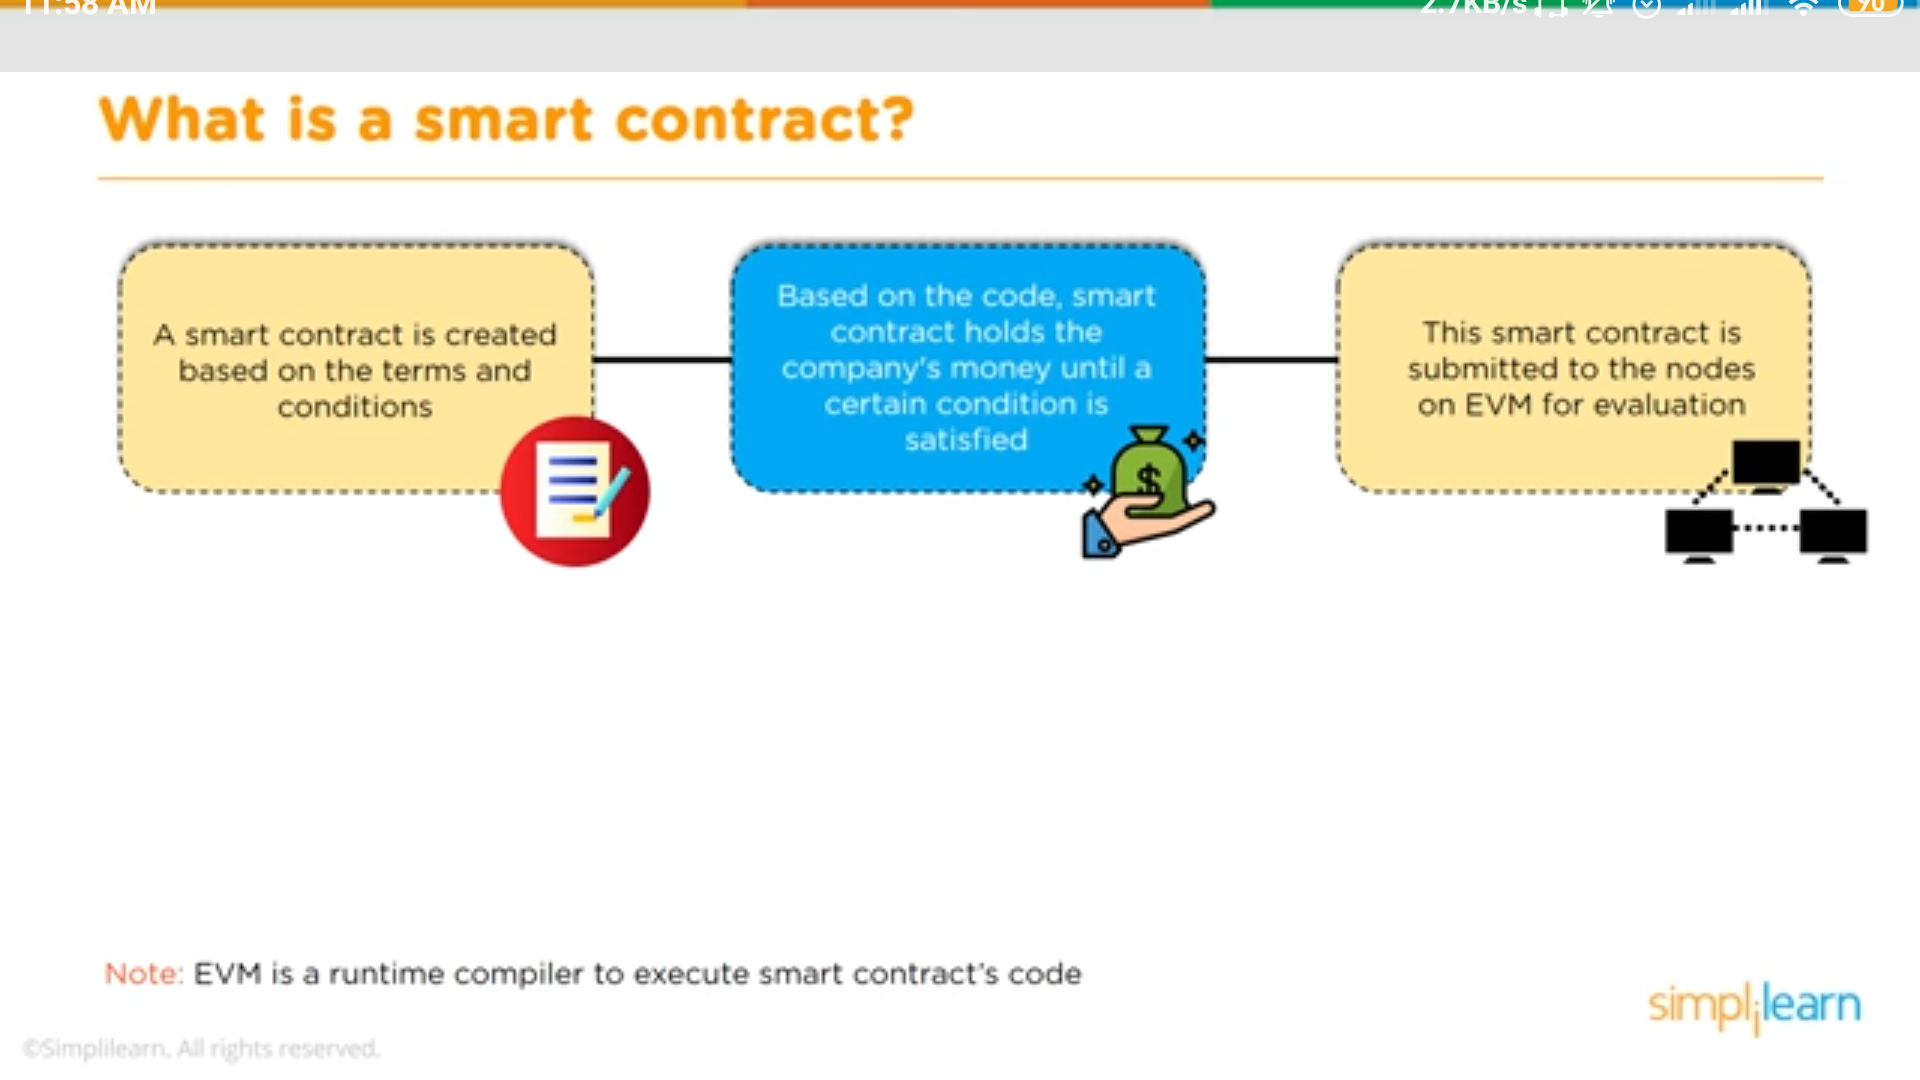 11:58 AM
2.7KB/s
90
What is a smart contract?
A smart contract is created
based on the terms and
conditions
Based on the code, smart
contract holds the
company's money until a
certain condition is
satisfied
$
This smart contract is
submitted to the nodes
on EVM for evaluation
Note: EVM is a runtime compiler to execute smart contract's code
simplilearn
©Simplilearn. All rights reserved.